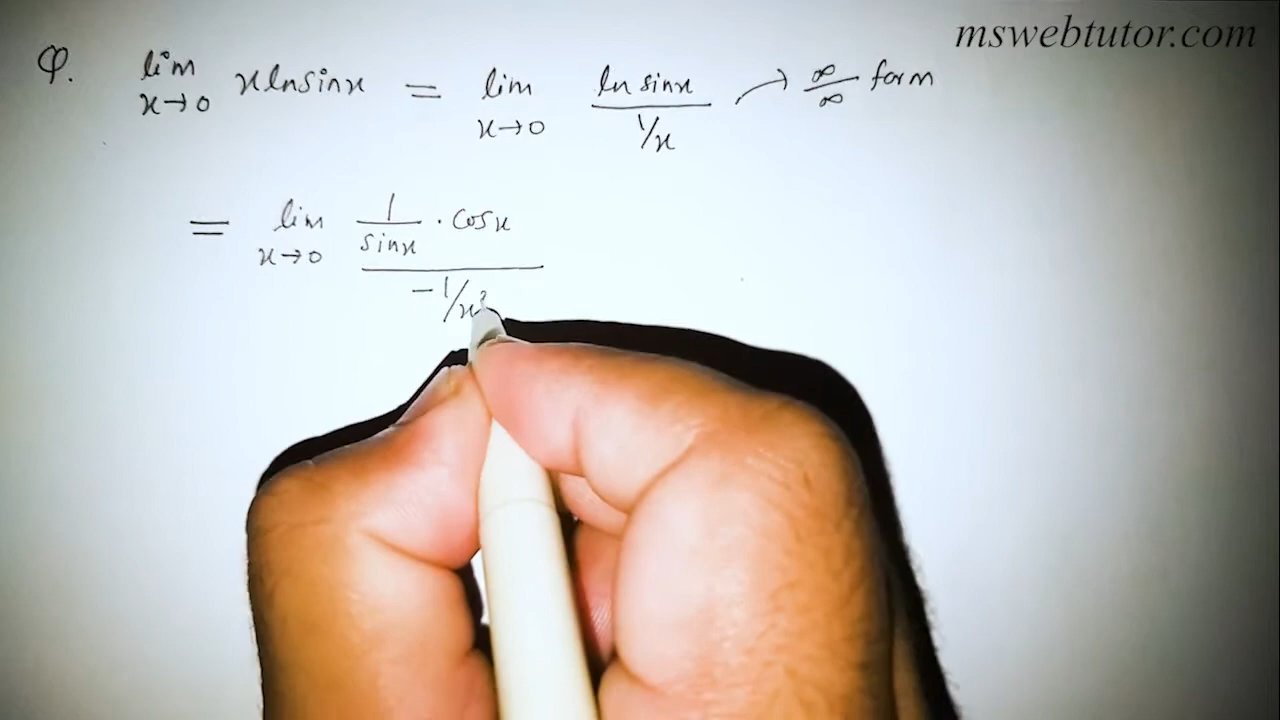 mswebtutor.com
Q. lim x→0 x ln sin x = lim x→0 ln sin x / 1/x → ∞/∞ form
= lim x→0 1/sin x · cos x / -1/x²